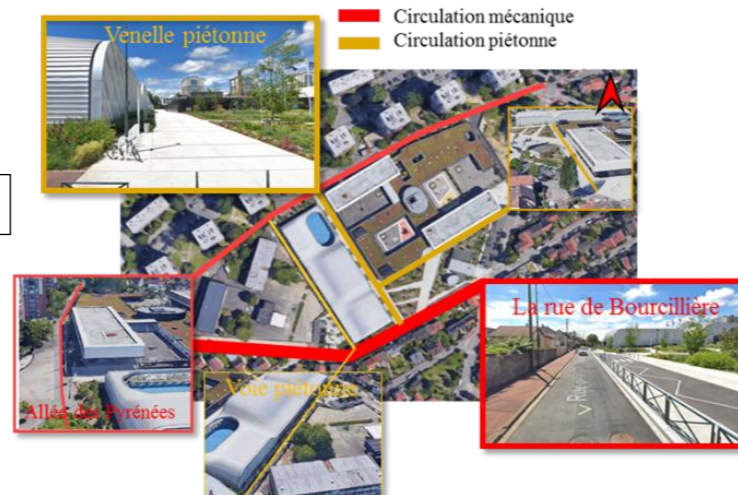 Circulation mécanique
Circulation piétonne
Venelle piétonne
La rue de Bourcillière
Allée des Pyrénées
Voie piétonne